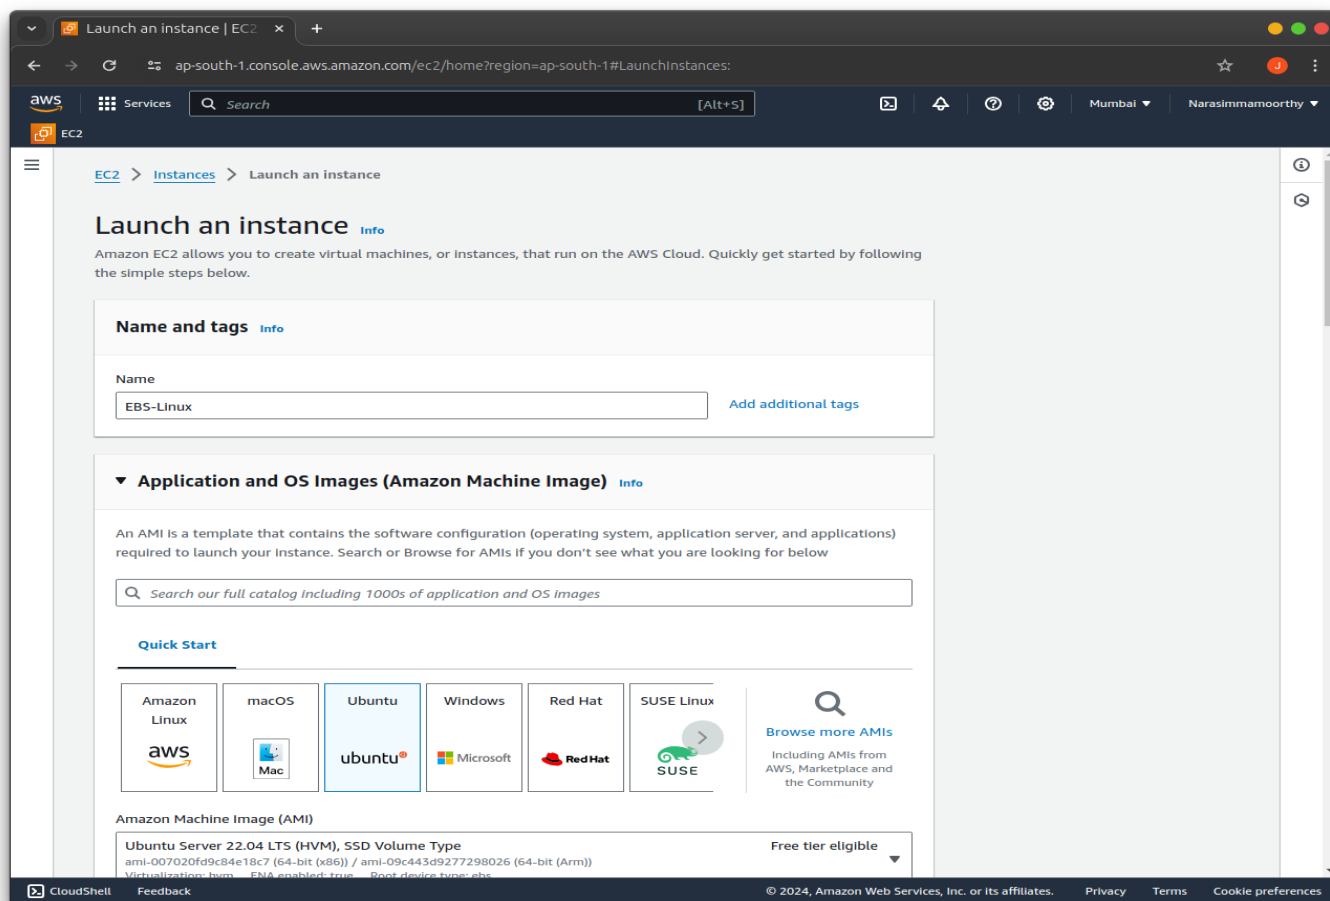 Launch an instance | EC2
ap-south-1.console.aws.amazon.com/ec2/home?region=ap-south-1#LaunchInstances:
J
aws
Services
Search
[Alt+S]
Mumbai
Narasimmamoorthy
EC2
EC2
Instances
Launch an instance
Launch an instance Info
Amazon EC2 allows you to create virtual machines, or instances, that run on the AWS Cloud. Quickly get started by following
the simple steps below.
Name and tags Info
Name
EBS-Linux
Add additional tags
Application and OS Images (Amazon Machine Image) Info
An AMI is a template that contains the software configuration (operating system, application server, and applications)
required to launch your instance. Search or Browse for AMIs if you don't see what you are looking for below
Search our full catalog including 1000s of application and OS images
Quick Start
Amazon
Linux
aws
macOS
Mac
Ubuntu
ubuntu
Windows
Microsoft
Red Hat
Red Hat
SUSE Linux
SUSE
Browse more AMIs
Including AMIs from
AWS, Marketplace and
the Community
Amazon Machine Image (AMI)
Ubuntu Server 22.04 LTS (HVM), SSD Volume Type
Free tier eligible
ami-007020fd9c84e18c7 (64-bit (x86)) / ami-09c443d9277298026 (64-bit (Arm))
Virtualization: hvm ENA enabled: true Root device type: ebs
CloudShell
Feedback
© 2024, Amazon Web Services, Inc. or its affiliates.
Privacy
Terms
Cookie preferences